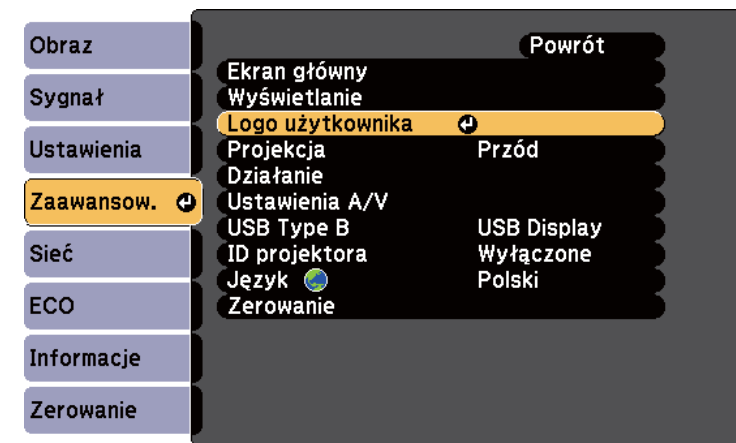 Obraz
Sygnał
Ustawienia
Zaawansow.
Sieć
ECO
Informacje
Zerowanie
Powrót
Ekran główny
Wyświetlanie
Logo użytkownika
Projekcja Przód
Działanie
Ustawienia A/V
USB Type B USB Display
ID projektora Wyłączone
Język Polski
Zerowanie